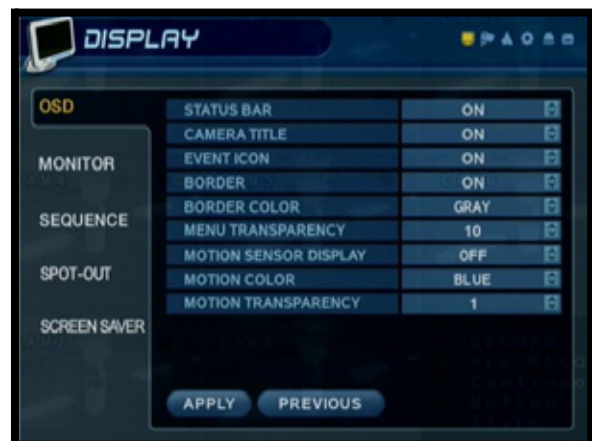 DISPLAY
OSD
MONITOR
SEQUENCE
SPOT-OUT
SCREEN SAVER
STATUS BAR ON
CAMERA TITLE ON
EVENT ICON ON
BORDER ON
BORDER COLOR GRAY
MENU TRANSPARENCY 10
MOTION SENSOR DISPLAY OFF
MOTION COLOR BLUE
MOTION TRANSPARENCY 1
APPLY PREVIOUS